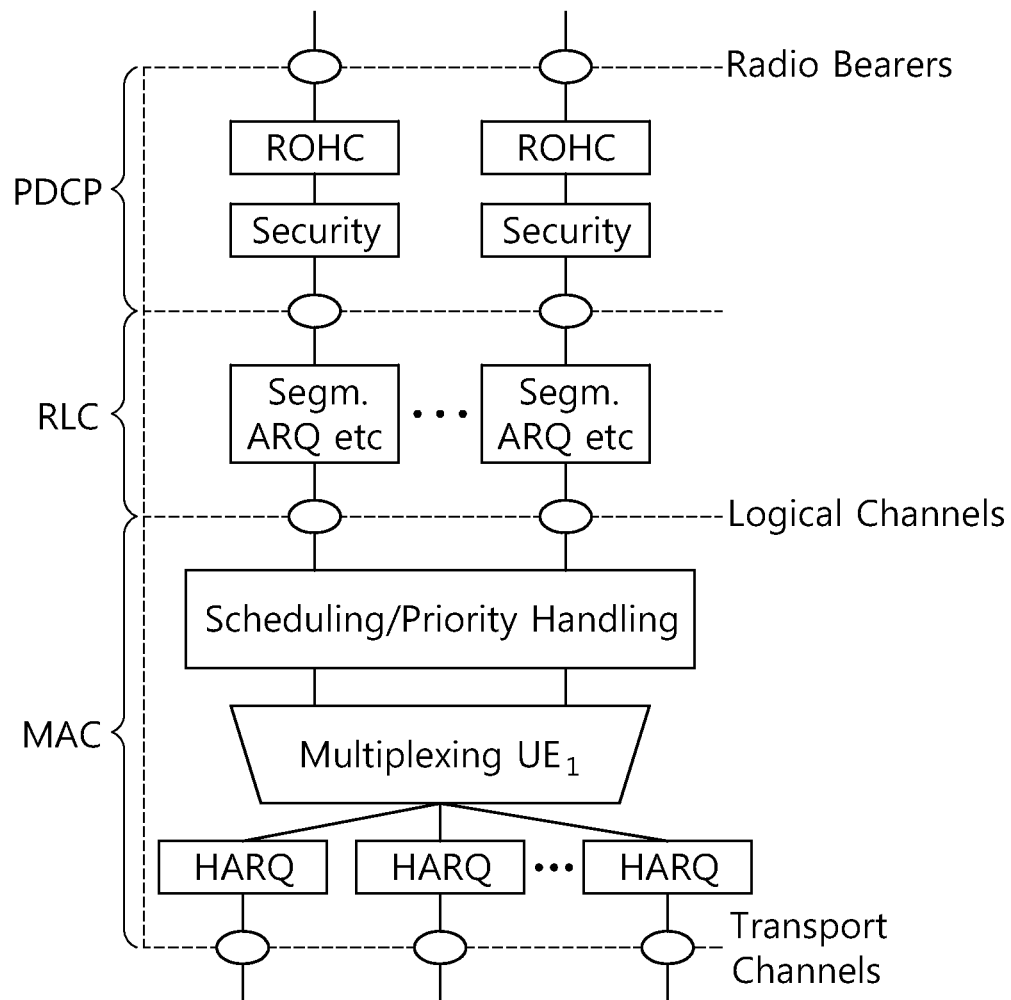 Radio Bearers
ROHC
ROHC
PDCP
Security
Security
Segm.
ARQ etc
Segm.
ARQ etc
RLC
Logical Channels
Scheduling/Priority Handling
MAC
Multiplexing UE₁
HARQ
HARQ
HARQ
Transport
Channels